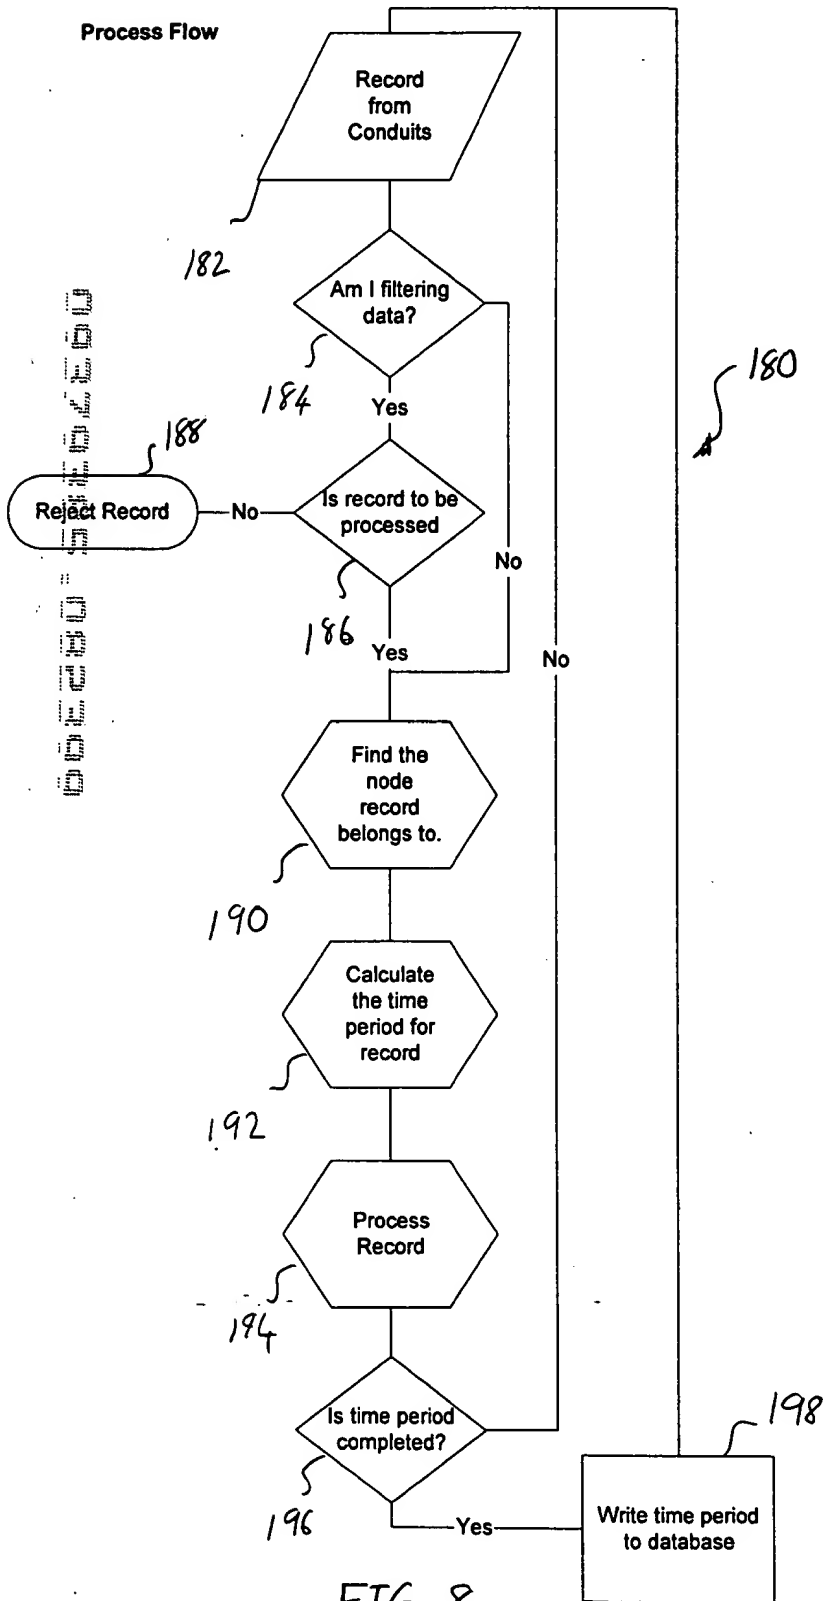 Process Flow
Record
from
Conduits
182
Am I filtering
data?
184
180
Yes
188
Reject Record
No
Is record to be
processed
No
186
Yes
No
Find the
node
record
belongs to.
190
Calculate
the time
period for
record
192
Process
Record
194
Is time period
completed?
198
196
Yes
Write time period
to database
FIG. 8